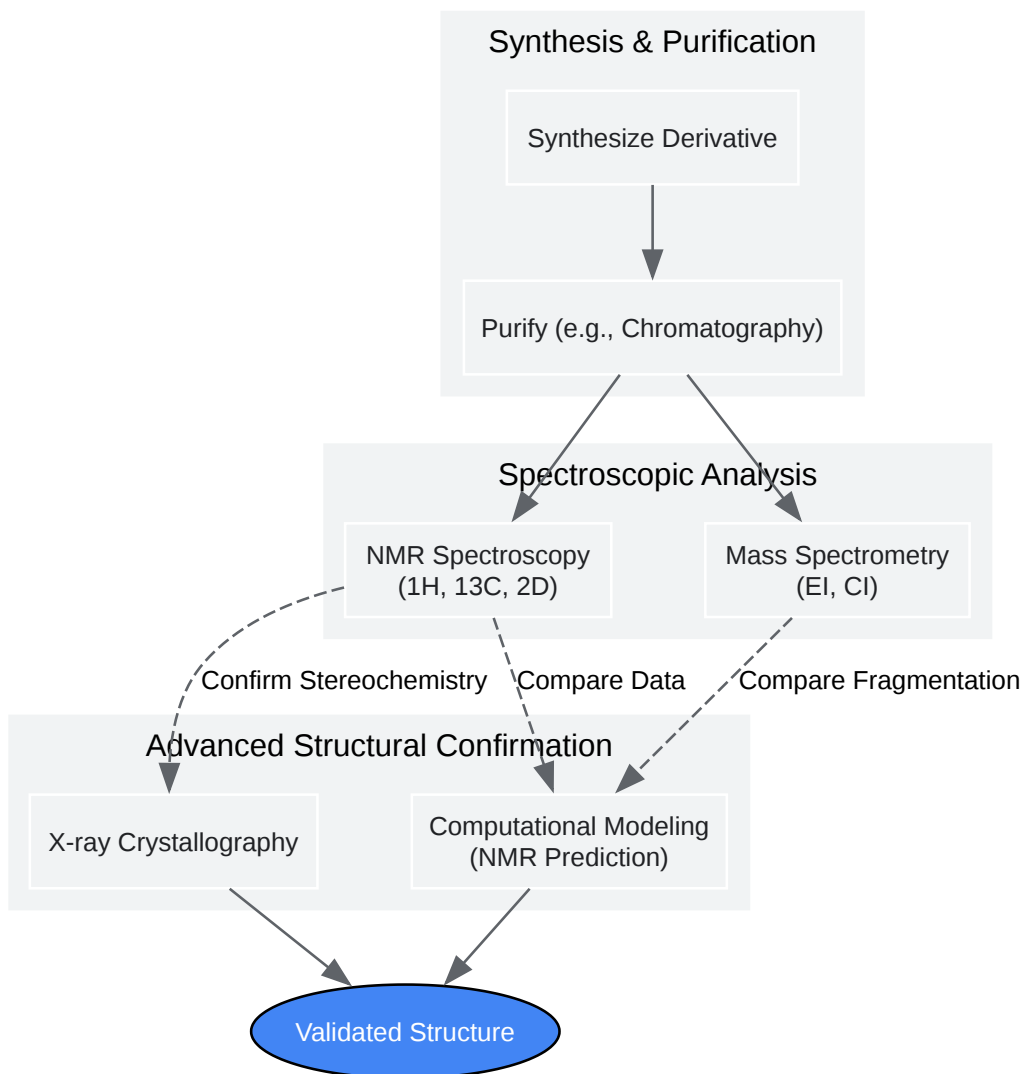 Synthesis & Purification
Synthesize Derivative
Purify (e.g., Chromatography)
Spectroscopic Analysis
NMR Spectroscopy
(1H, 13C, 2D)
Mass Spectrometry
(EI, CI)
Confirm Stereochemistry
Compare Data
Compare Fragmentation
Advanced Structural Confirmation
X-ray Crystallography
Computational Modeling
(NMR Prediction)
Validated Structure